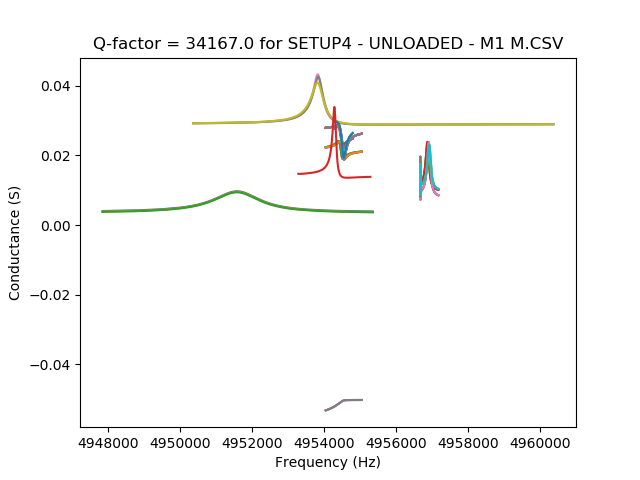 Q-factor = 34167.0 for SETUP4 - UNLOADED - M1 M.CSV
0.04
0.02
0.00
−0.02
−0.04
Conductance (S)
4948000 4950000 4952000 4954000 4956000 4958000 4960000
Frequency (Hz)